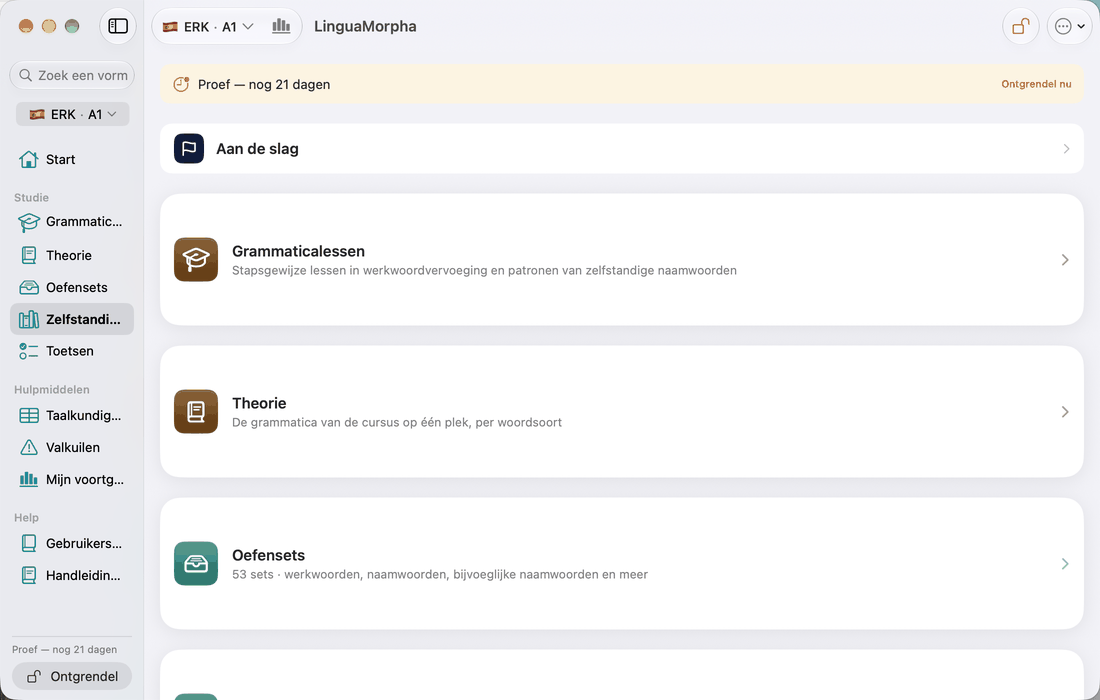 ERK · A1
LinguaMorpha
Zoek een vorm
ERK · A1
Start
Studie
Grammatic...
Theorie
Oefensets
Zelfstandi...
Toetsen
Hulpmiddelen
Taalkundig...
Valkuilen
Mijn voortg...
Help
Gebruikers...
Handleidin...
Proef — nog 21 dagen
Ontgrendel
Proef — nog 21 dagen
Ontgrendel nu
Aan de slag
Grammaticalessen
Stapsgewijze lessen in werkwoordvervoeging en patronen van zelfstandige naamwoorden
Theorie
De grammatica van de cursus op één plek, per woordsoort
Oefensets
53 sets · werkwoorden, naamwoorden, bijvoeglijke naamwoorden en meer